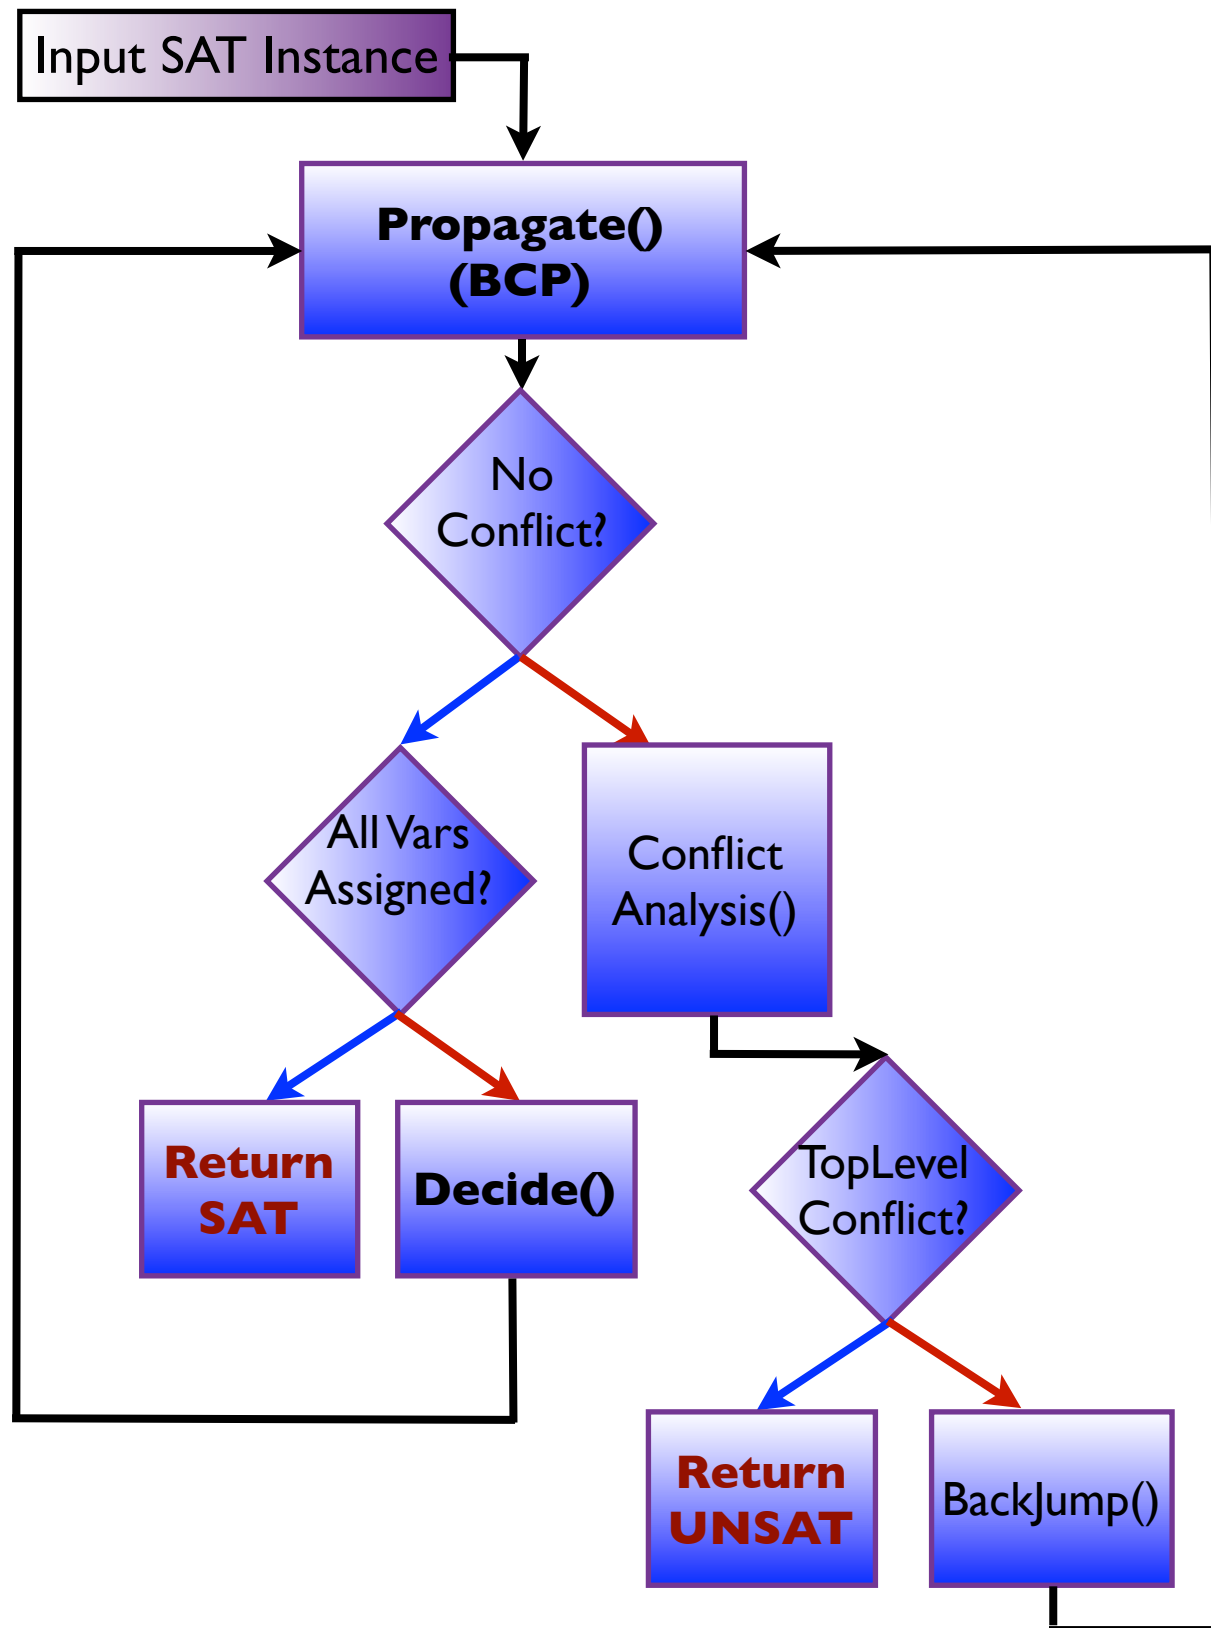 Input SAT Instance
Propagate()
(BCP)
No
Conflict?
All Vars
Assigned?
Conflict
Analysis()
Return
SAT
Decide()
TopLevel
Conflict?
Return
UNSAT
BackJump()